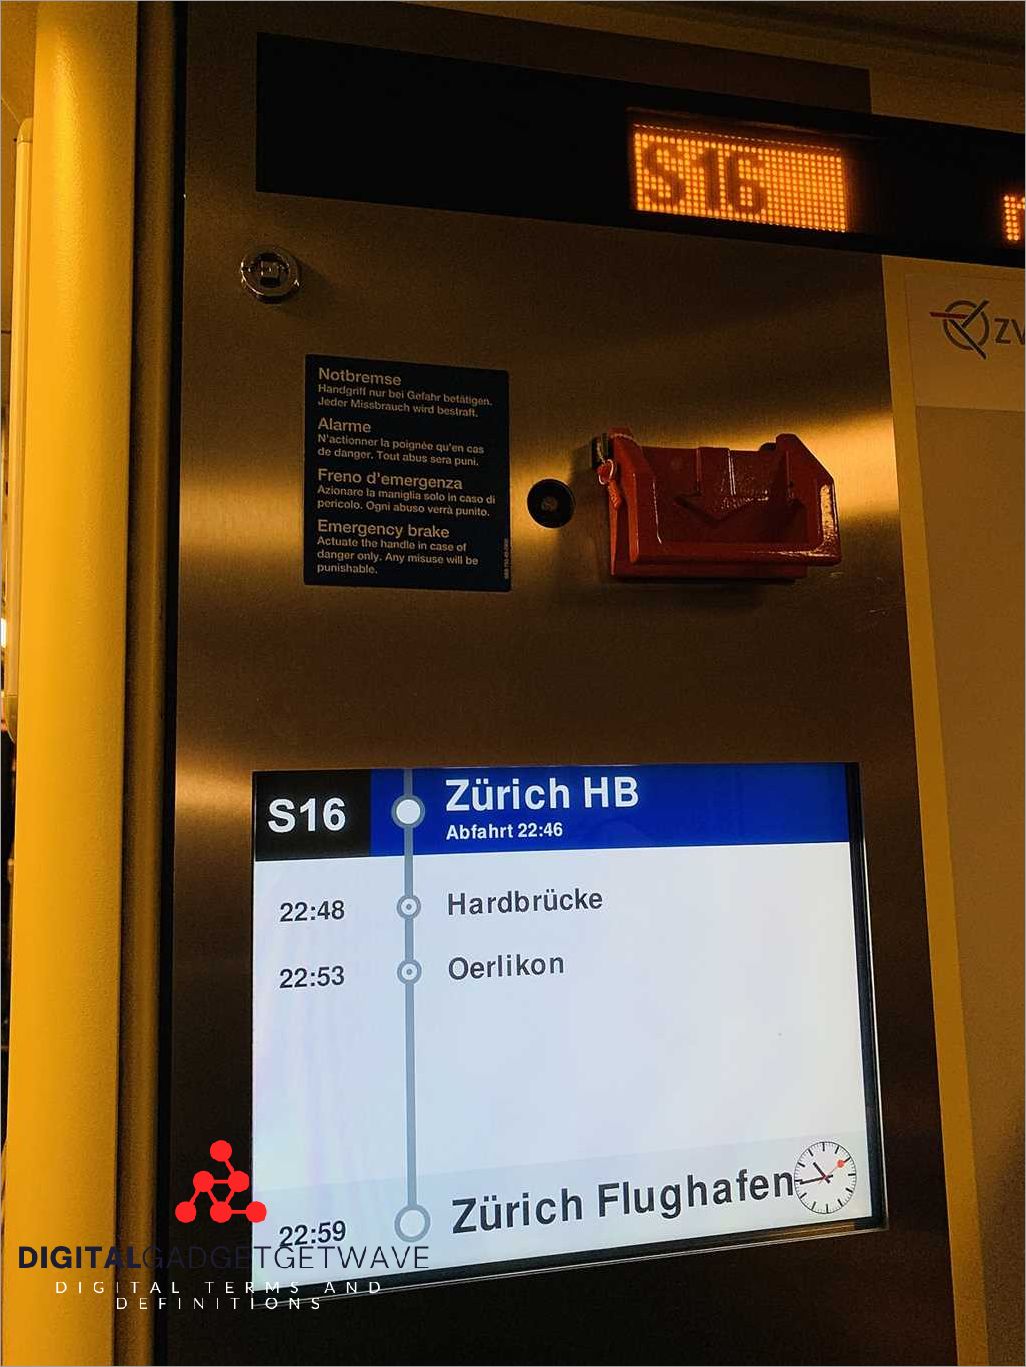 S16
Notbremse
Handgriff nur bei Gefahr betätigen.
Jeder Missbrauch wird bestraft.
Alarme
N'actionner la poignée qu'en cas
de danger. Tout abus sera puni.
Freno d'emergenza
Azionare la maniglia solo in caso di
pericolo. Ogni abuso verrà punito.
Emergency brake
Actuate the handle in case of
danger only. Any misuse will be
punishable.
S16
Zürich HB
Abfahrt 22:46
22:48 Hardbrücke
22:53 Oerlikon
22:59 Zürich Flughafen
DIGITALGADGETGETWAVE
DIGITAL TERMS AND
DEFINITIONS